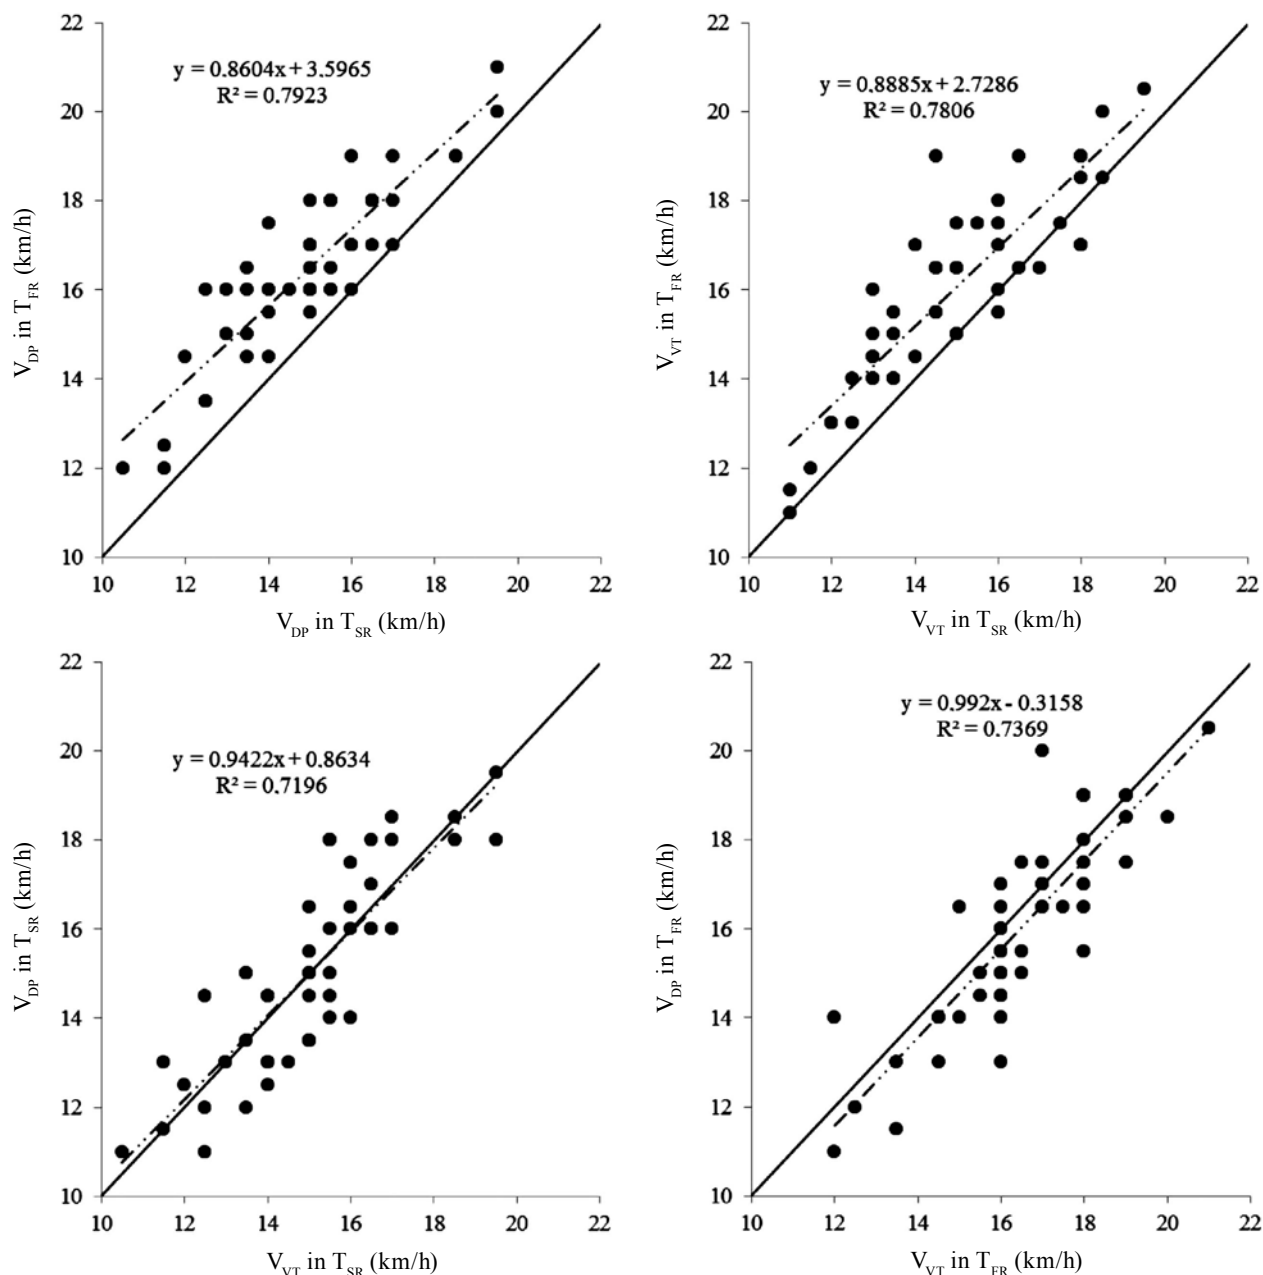 22
20
18
16
14
12
10
V_DP in T_FR (km/h)
y = 0.8604x + 3.5965
R² = 0.7923
10 12 14 16 18 20 22
V_DP in T_SR (km/h)
22
20
18
16
14
12
10
V_VT in T_FR (km/h)
y = 0.8885x + 2.7286
R² = 0.7806
10 12 14 16 18 20 22
V_VT in T_SR (km/h)
22
20
18
16
14
12
10
V_DP in T_SR (km/h)
y = 0.9422x + 0.8634
R² = 0.7196
10 12 14 16 18 20 22
V_VT in T_SR (km/h)
22
20
18
16
14
12
10
V_DP in T_FR (km/h)
y = 0.992x - 0.3158
R² = 0.7369
10 12 14 16 18 20 22
V_VT in T_FR (km/h)